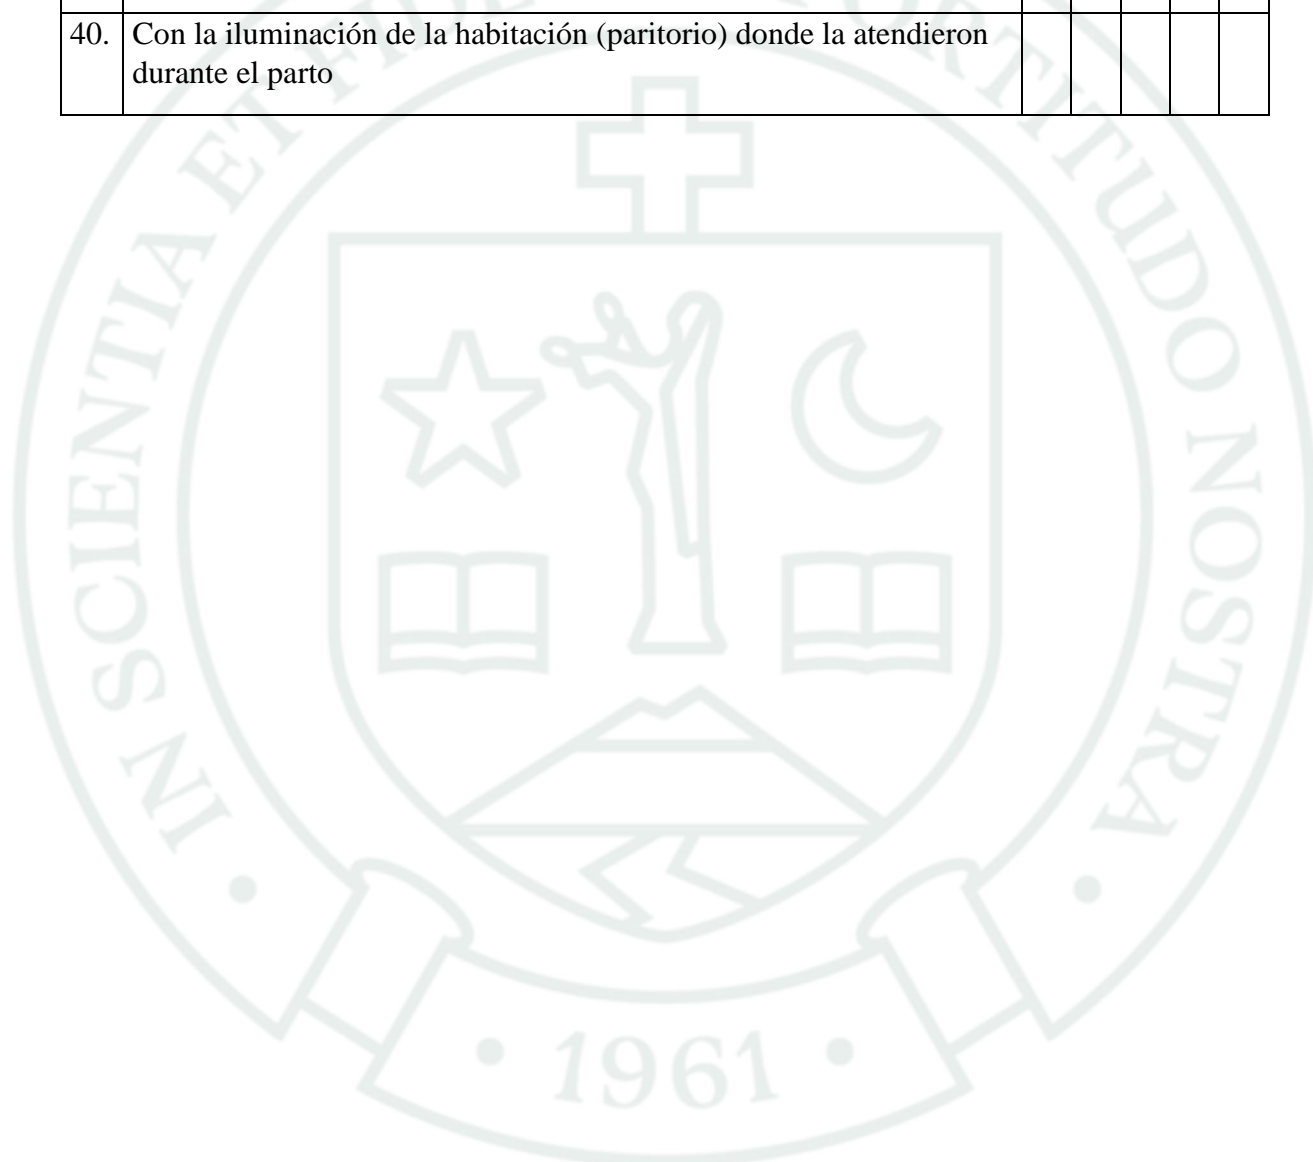 40. Con la iluminación de la habitación (paritorio) donde la atendieron
durante el parto
IN SCIENTIA ET FIDE
FORTITUDO NOSTRA
• 1961 •